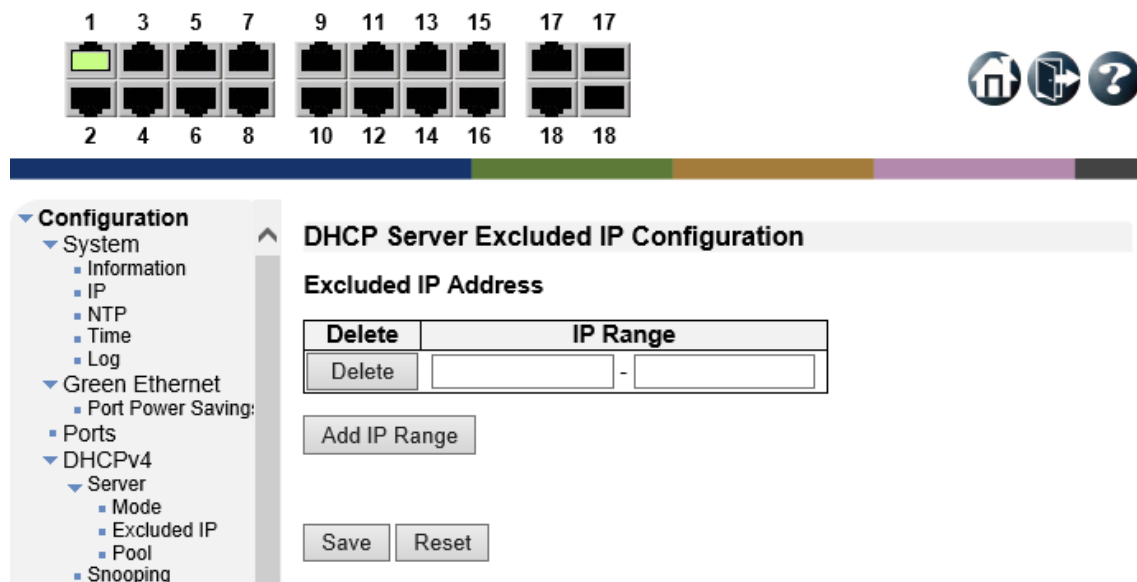 1 3 5 7 9 11 13 15 17 17
2 4 6 8 10 12 14 16 18 18
?
Configuration
System
Information
IP
NTP
Time
Log
Green Ethernet
Port Power Savings
Ports
DHCPv4
Server
Mode
Excluded IP
Pool
Snooping
DHCP Server Excluded IP Configuration
Excluded IP Address
Delete IP Range
Delete -
Add IP Range
Save Reset